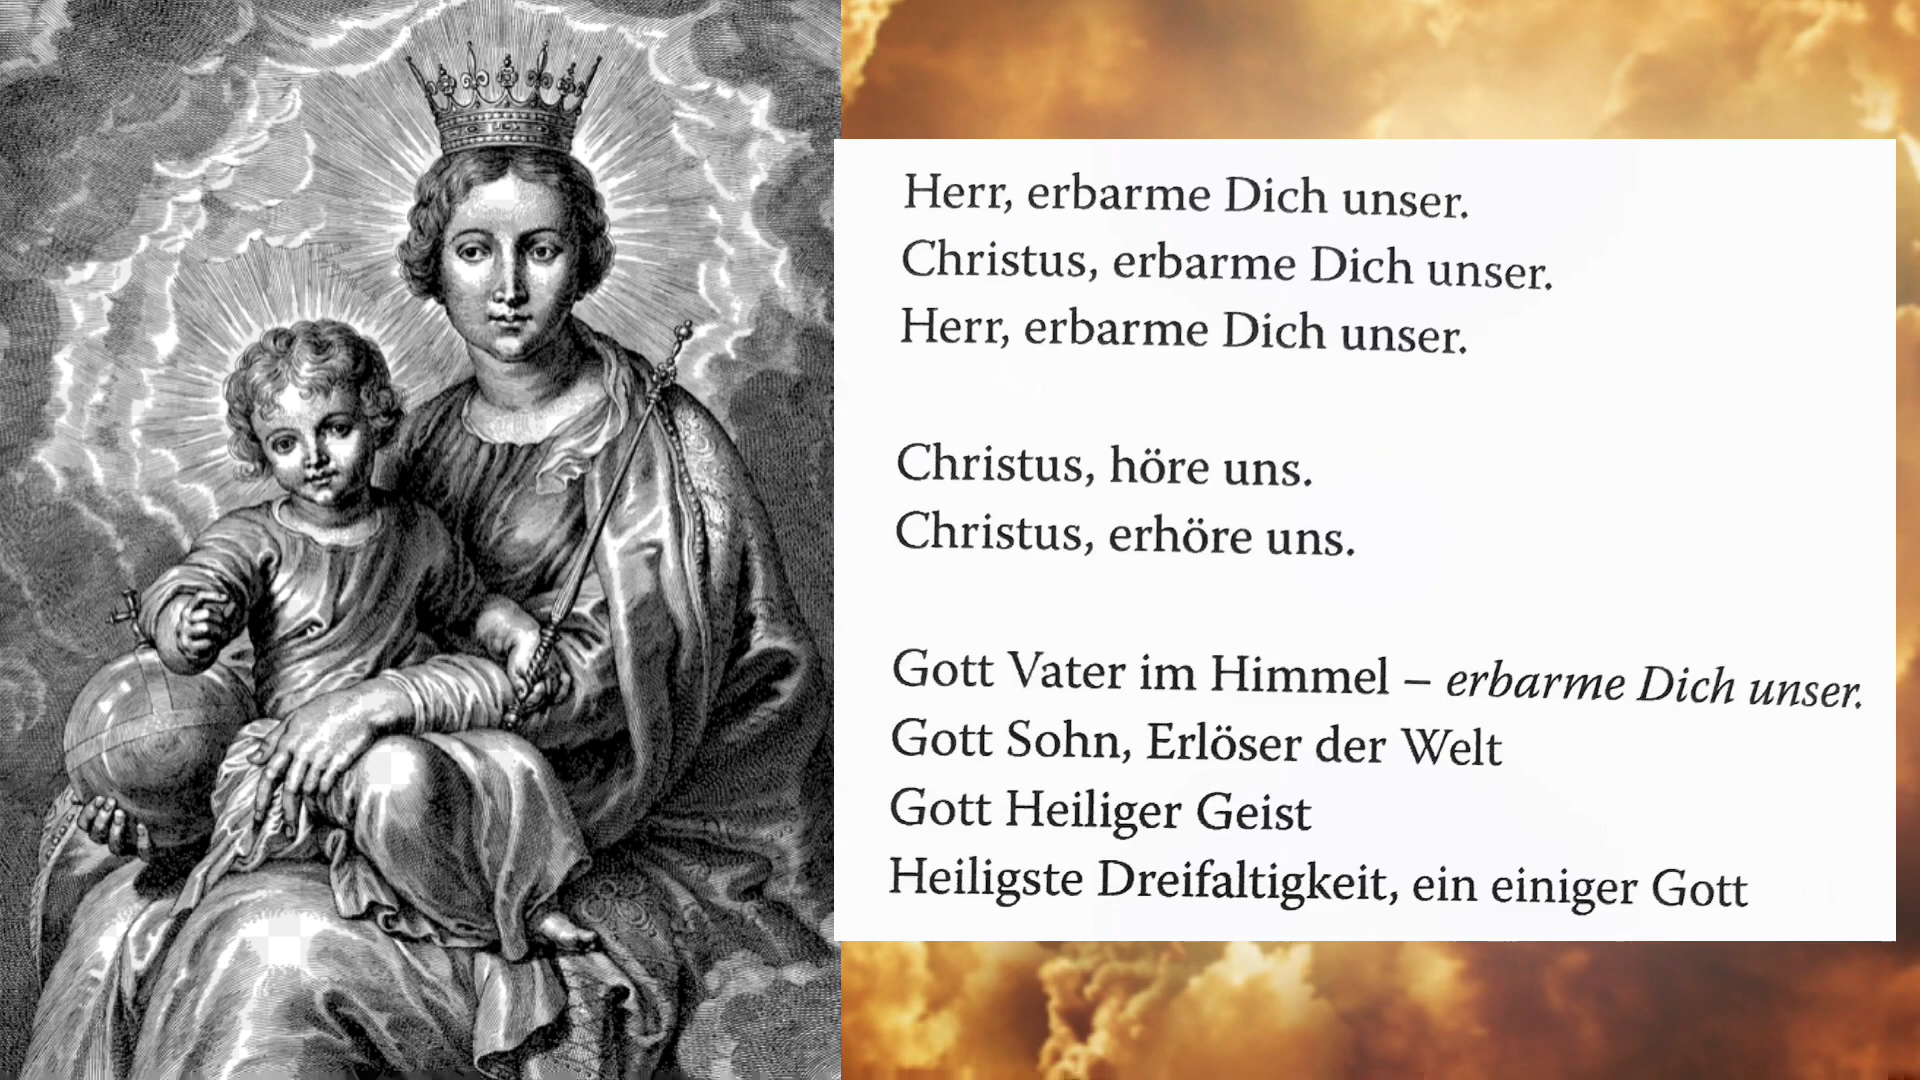 Herr, erbarme Dich unser.
Christus, erbarme Dich unser.
Herr, erbarme Dich unser.
Christus, höre uns.
Christus, erhöre uns.
Gott Vater im Himmel – erbarme Dich unser.
Gott Sohn, Erlöser der Welt
Gott Heiliger Geist
Heiligste Dreifaltigkeit, ein einiger Gott